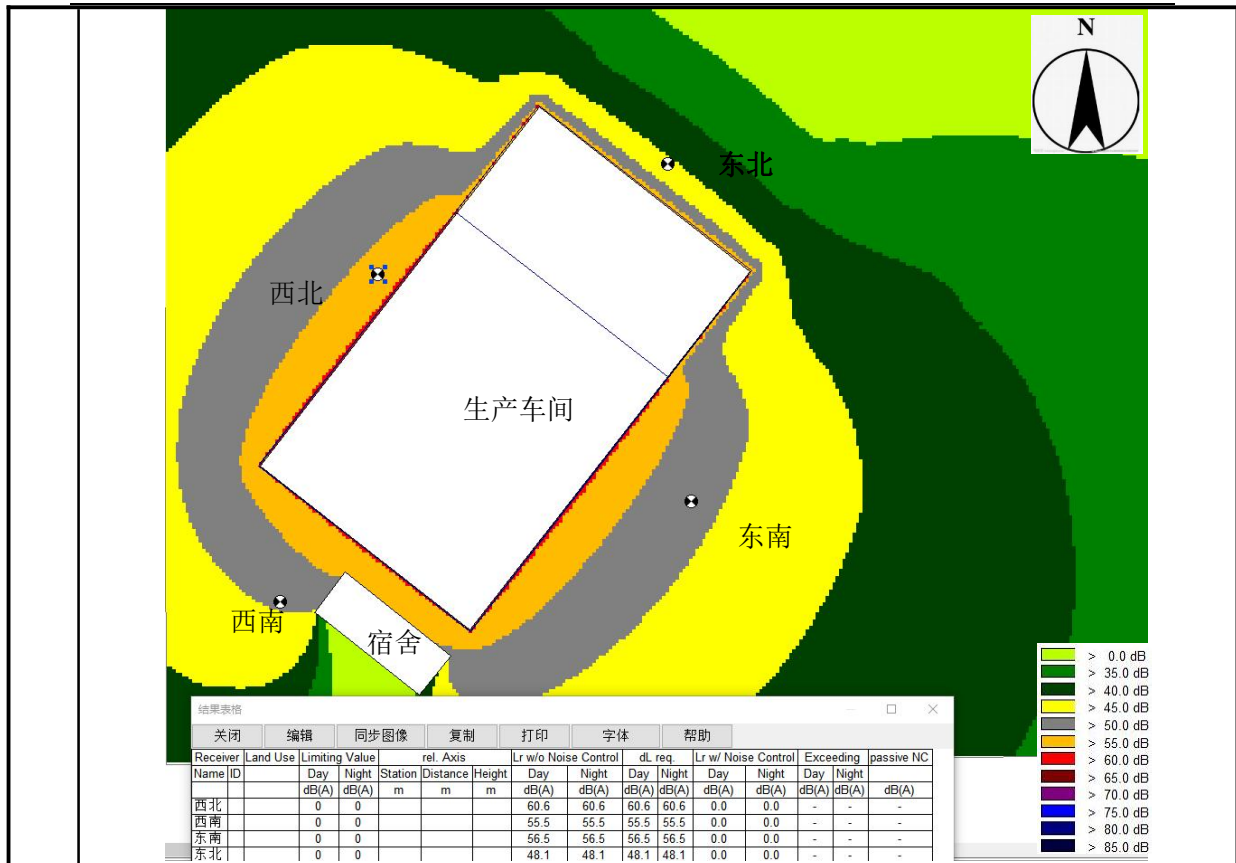 N
东北
西北
生产车间
东南
西南
宿舍
> 0.0 dB
> 35.0 dB
> 40.0 dB
> 45.0 dB
> 50.0 dB
> 55.0 dB
> 60.0 dB
> 65.0 dB
> 70.0 dB
> 75.0 dB
> 80.0 dB
> 85.0 dB
结果表格
关闭 编辑 同步图像 复制 打印 字体 帮助
Receiver Land Use Limiting Value rel. Axis Lr w/o Noise Control dL req. Lr w/ Noise Control Exceeding passive NC
Name ID Day Night Station Distance Height Day Night Day Night Day Night Day Night
dB(A) dB(A) m m m dB(A) dB(A) dB(A) dB(A) dB(A) dB(A) dB(A) dB(A) dB(A)
西北 0 0 60.6 60.6 60.6 60.6 0.0 0.0 - - -
西南 0 0 55.5 55.5 55.5 55.5 0.0 0.0 - - -
东南 0 0 56.5 56.5 56.5 56.5 0.0 0.0 - - -
东北 0 0 48.1 48.1 48.1 48.1 0.0 0.0 - - -